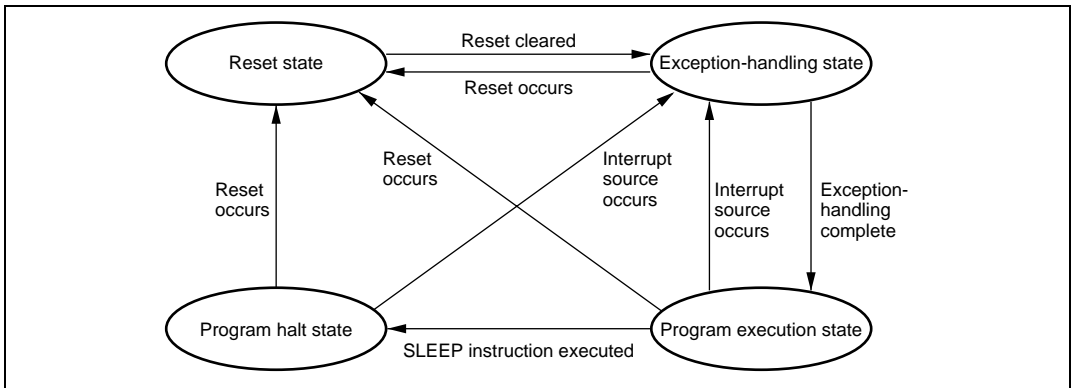 Reset cleared
Reset state
Exception-handling state
Reset occurs
Reset
occurs
Reset
occurs
Interrupt
source
occurs
Interrupt
source
occurs
Exception-
handling
complete
Program halt state
Program execution state
SLEEP instruction executed